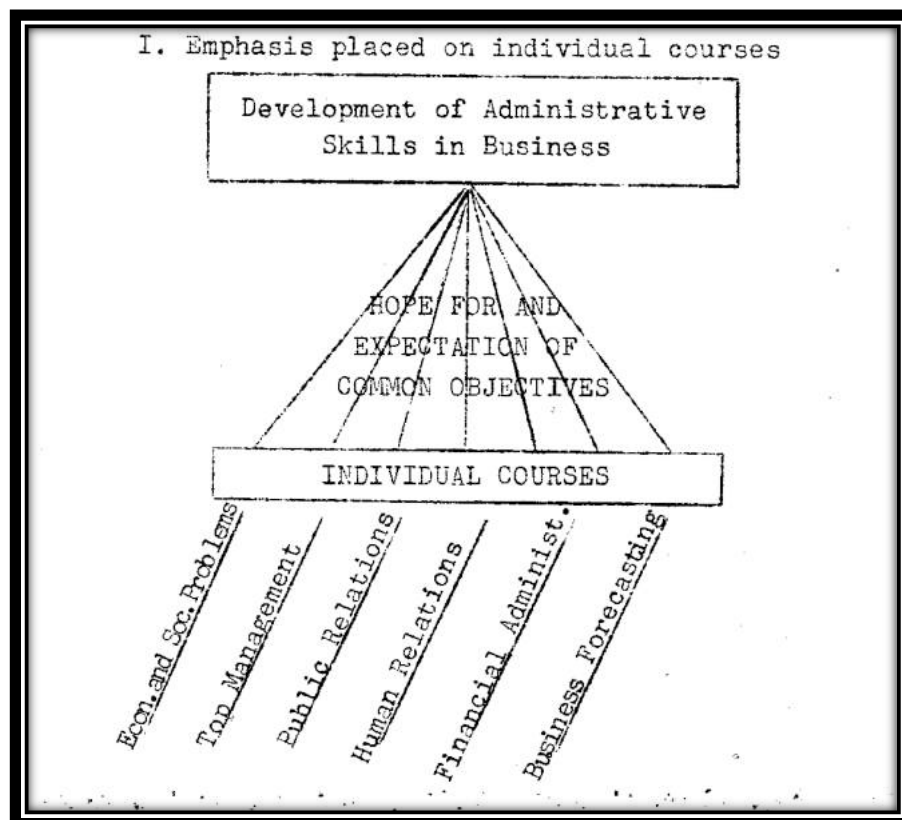 I. Emphasis placed on individual courses
Development of Administrative
Skills in Business
HOPE FOR AND
EXPECTATION OF
COMMON OBJECTIVES
INDIVIDUAL COURSES
Econ. and Soc. Problems
Top Management
Public Relations
Human Relations
Financial Administ.
Business Forecasting